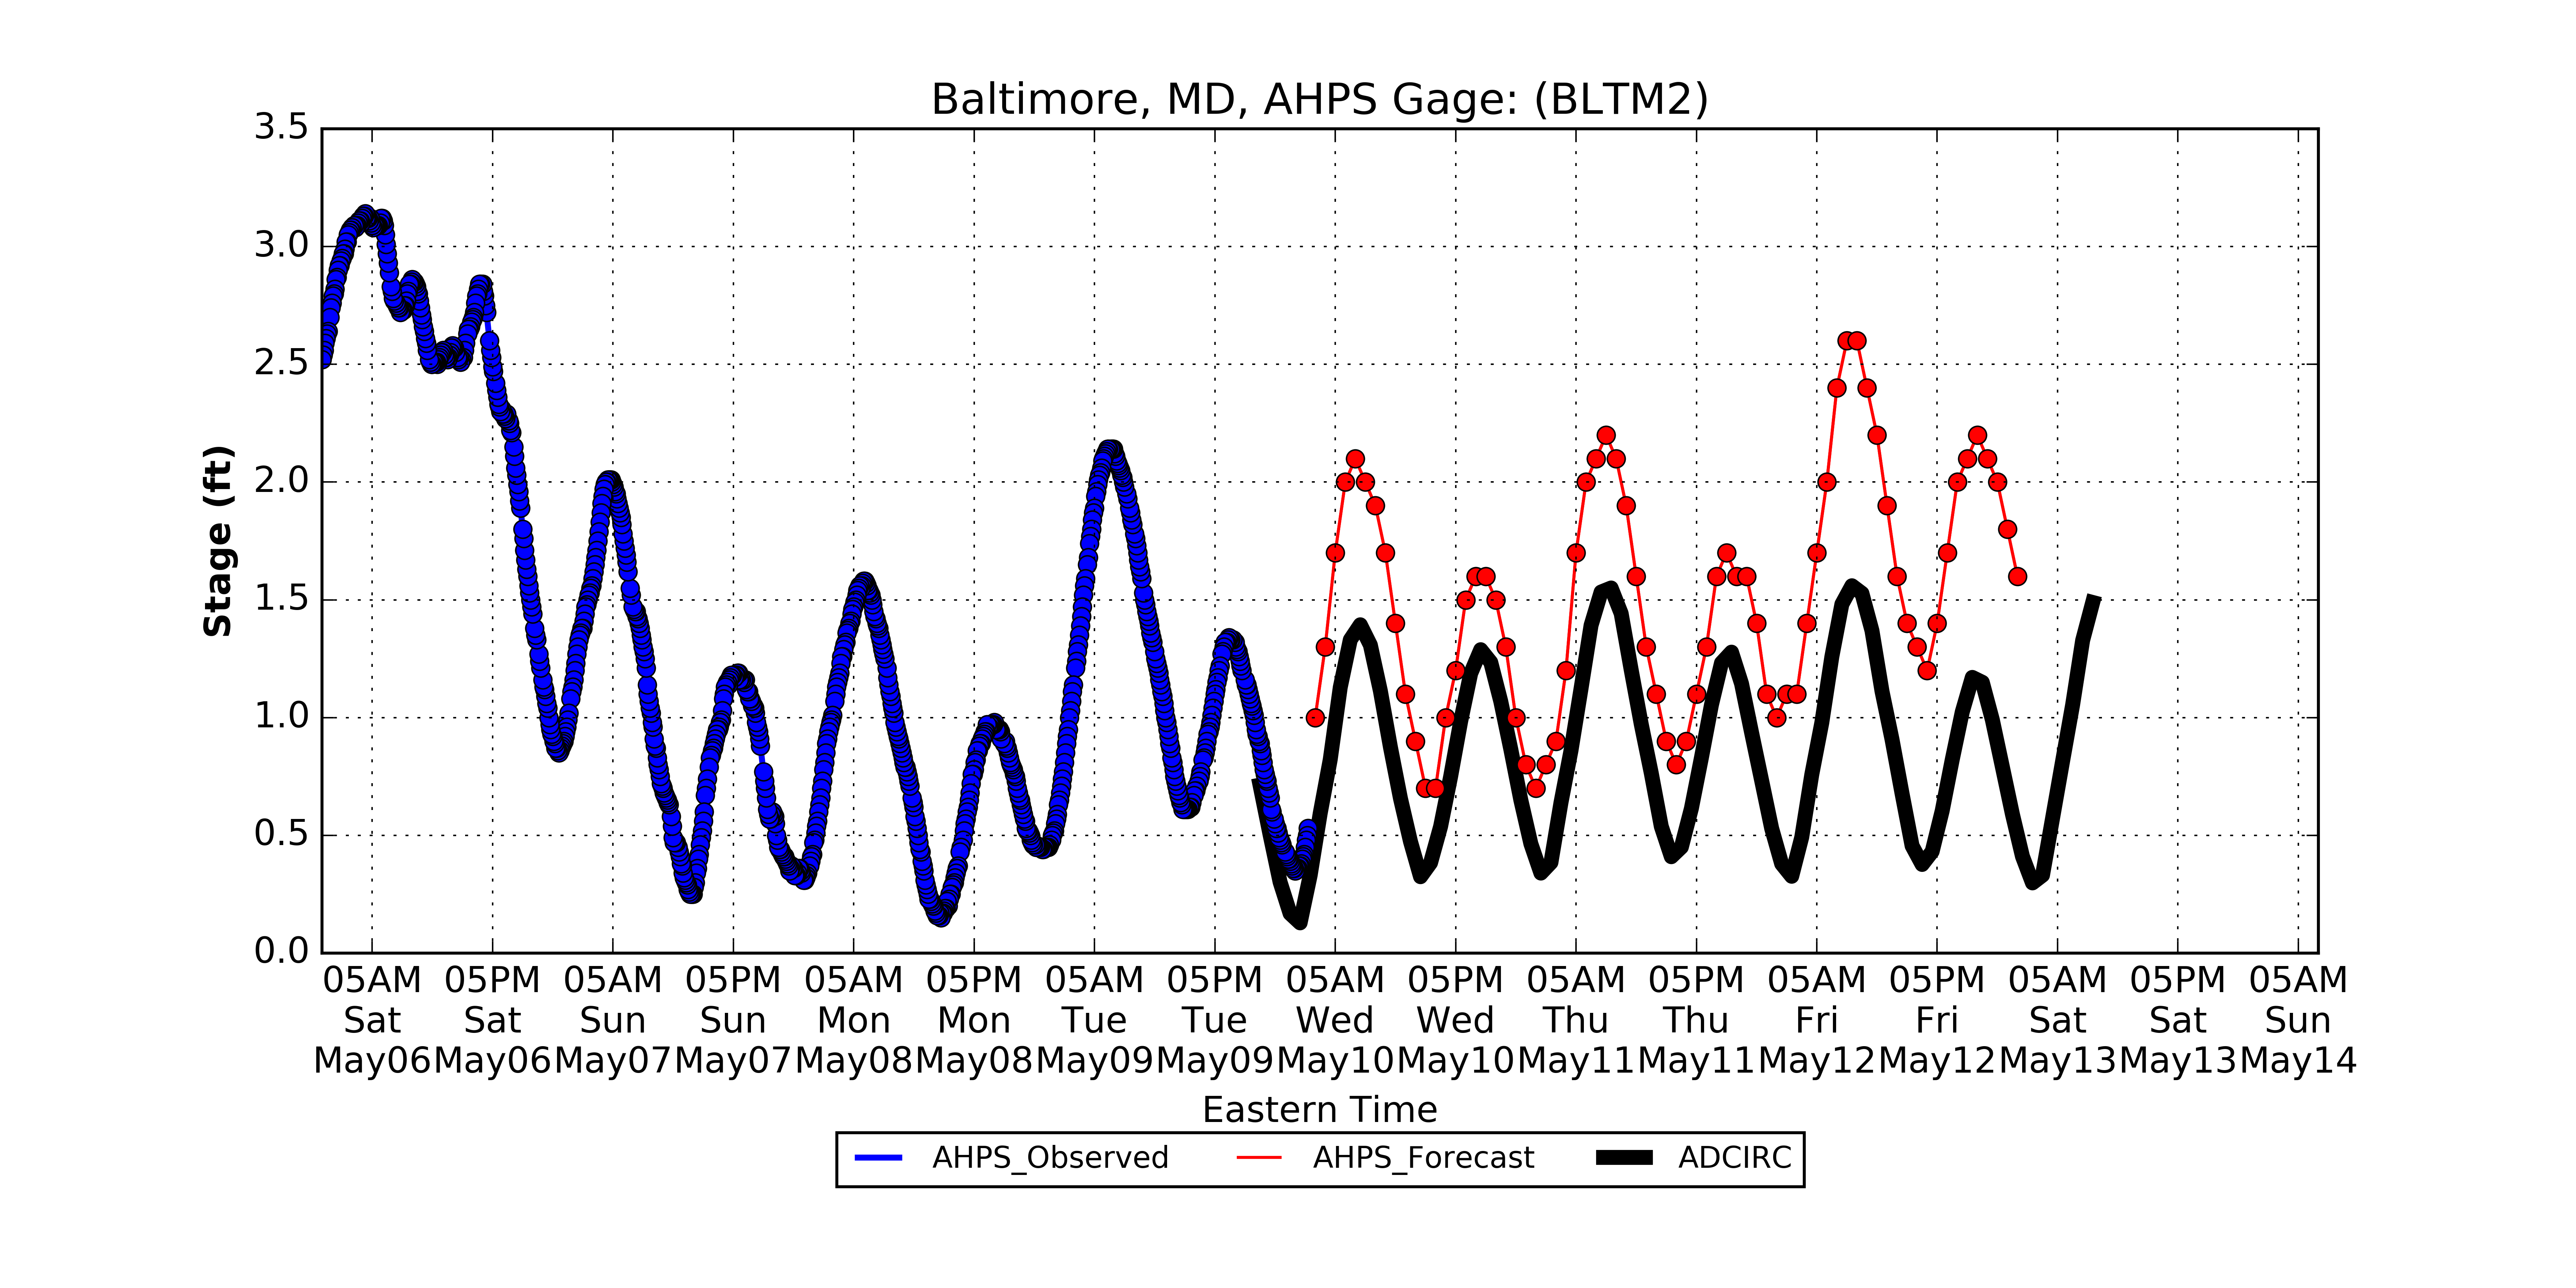 Baltimore, MD, AHPS Gage: (BLTM2)
Stage (ft)
3.5
3.0
2.5
2.0
1.5
1.0
0.5
0.0
05AM 05PM 05AM 05PM 05AM 05PM 05AM 05PM 05AM 05PM 05AM 05PM 05AM 05PM 05AM 05PM 05AM
Sat Sat Sun Sun Mon Mon Tue Tue Wed Wed Thu Thu Fri Fri Sat Sat Sun
May06 May06 May07 May07 May08 May08 May09 May09 May10 May10 May11 May11 May12 May12 May13 May13 May14
Eastern Time
AHPS_Observed AHPS_Forecast ADCIRC